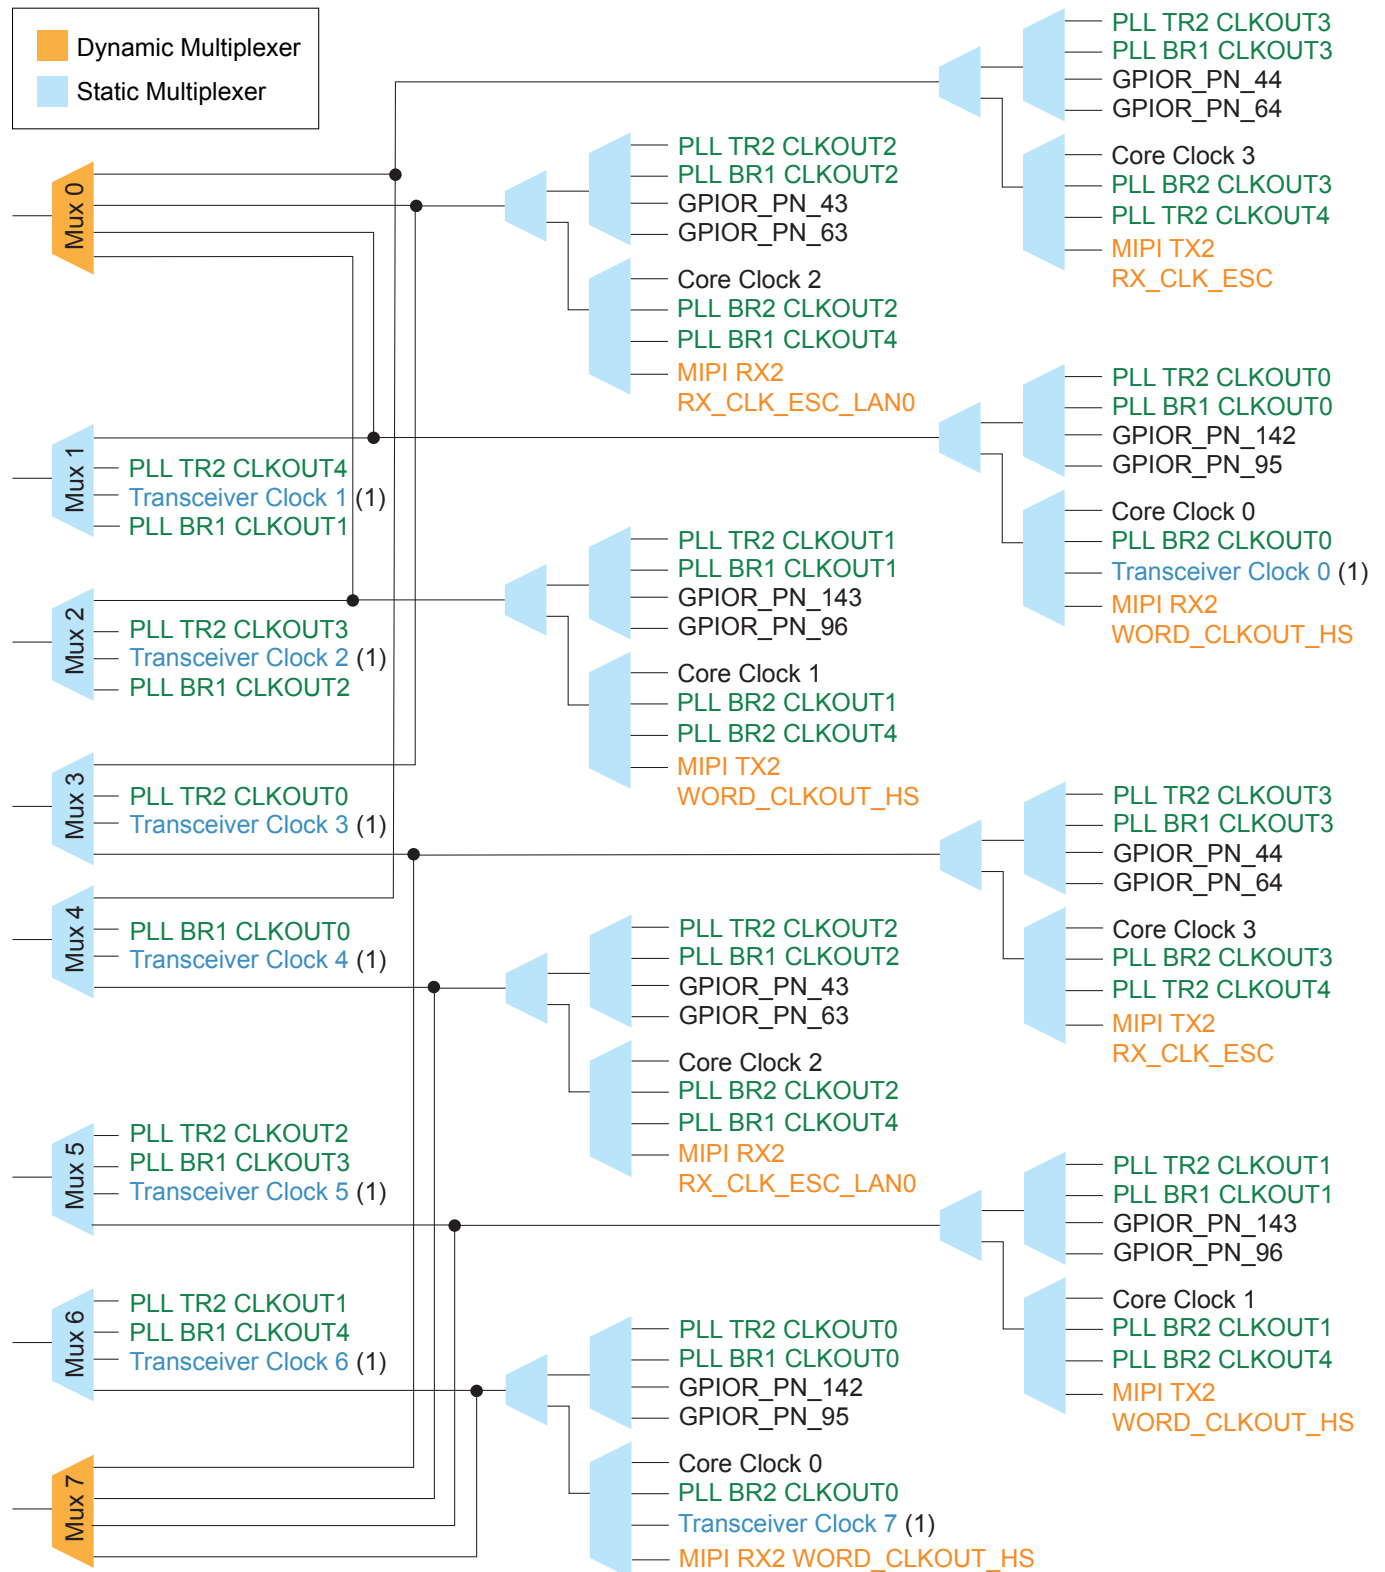 Dynamic Multiplexer
Static Multiplexer
PLL TR2 CLKOUT3
PLL BR1 CLKOUT3
GPIOR_PN_44
GPIOR_PN_64
Core Clock 3
PLL BR2 CLKOUT3
PLL TR2 CLKOUT4
MIPI TX2
RX_CLK_ESC
Mux 0
PLL TR2 CLKOUT2
PLL BR1 CLKOUT2
GPIOR_PN_43
GPIOR_PN_63
Core Clock 2
PLL BR2 CLKOUT2
PLL BR1 CLKOUT4
MIPI RX2
RX_CLK_ESC_LAN0
PLL TR2 CLKOUT0
PLL BR1 CLKOUT0
GPIOR_PN_142
GPIOR_PN_95
Core Clock 0
PLL BR2 CLKOUT0
Transceiver Clock 0 (1)
MIPI RX2
WORD_CLKOUT_HS
Mux 1
PLL TR2 CLKOUT4
Transceiver Clock 1 (1)
PLL BR1 CLKOUT1
PLL TR2 CLKOUT1
PLL BR1 CLKOUT1
GPIOR_PN_143
GPIOR_PN_96
Core Clock 1
PLL BR2 CLKOUT1
PLL BR2 CLKOUT4
MIPI TX2
WORD_CLKOUT_HS
Mux 2
PLL TR2 CLKOUT3
Transceiver Clock 2 (1)
PLL BR1 CLKOUT2
Mux 3
PLL TR2 CLKOUT0
Transceiver Clock 3 (1)
PLL TR2 CLKOUT3
PLL BR1 CLKOUT3
GPIOR_PN_44
GPIOR_PN_64
Core Clock 3
PLL BR2 CLKOUT3
PLL TR2 CLKOUT4
MIPI TX2
RX_CLK_ESC
Mux 4
PLL BR1 CLKOUT0
Transceiver Clock 4 (1)
PLL TR2 CLKOUT2
PLL BR1 CLKOUT2
GPIOR_PN_43
GPIOR_PN_63
Core Clock 2
PLL BR2 CLKOUT2
PLL BR1 CLKOUT4
MIPI RX2
RX_CLK_ESC_LAN0
Mux 5
PLL TR2 CLKOUT2
PLL BR1 CLKOUT3
Transceiver Clock 5 (1)
PLL TR2 CLKOUT1
PLL BR1 CLKOUT1
GPIOR_PN_143
GPIOR_PN_96
Core Clock 1
PLL BR2 CLKOUT1
PLL BR2 CLKOUT4
MIPI TX2
WORD_CLKOUT_HS
Mux 6
PLL TR2 CLKOUT1
PLL BR1 CLKOUT4
Transceiver Clock 6 (1)
PLL TR2 CLKOUT0
PLL BR1 CLKOUT0
GPIOR_PN_142
GPIOR_PN_95
Core Clock 0
PLL BR2 CLKOUT0
Transceiver Clock 7 (1)
MIPI RX2 WORD_CLKOUT_HS
Mux 7